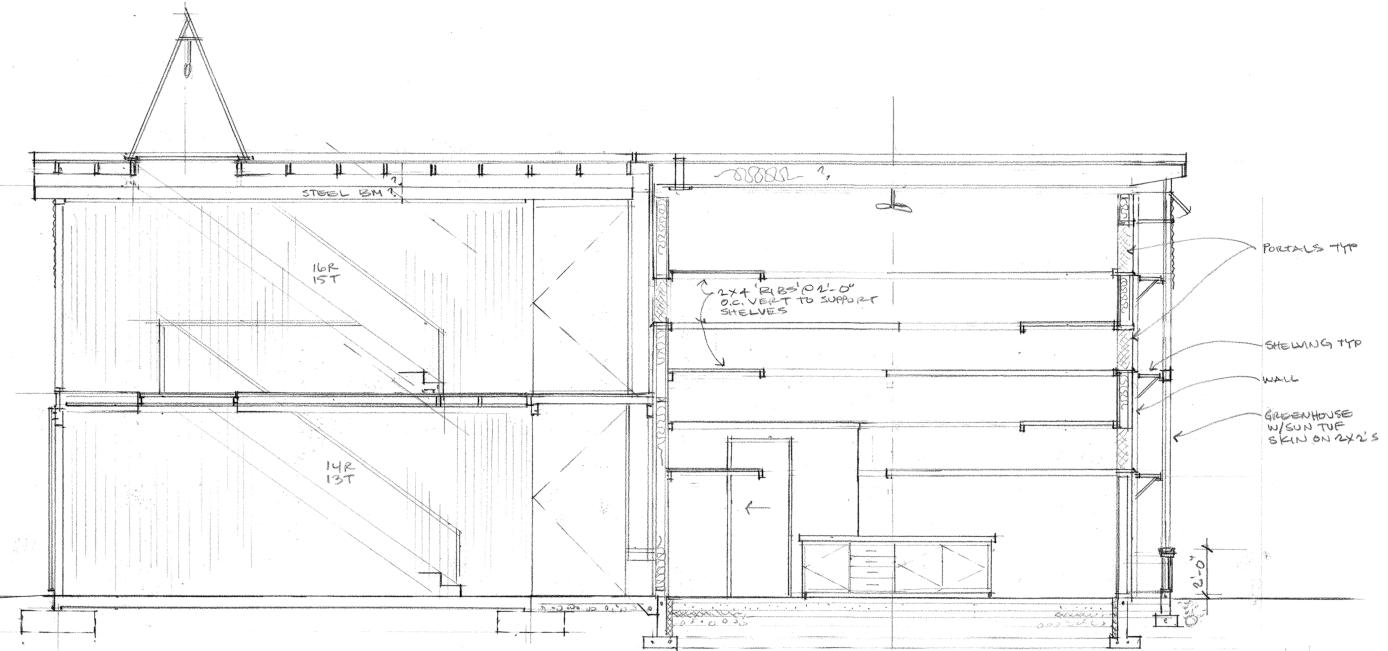 STEEL BM ?
?
16R
15T
2X4 'RIBS' @ 2'-0"
O.C. VERT TO SUPPORT
SHELVES
PORTALS TYP
SHELVING TYP
WALL
GREENHOUSE
W/SUN TUF
SKIN ON 2X2'S
14R
13T
2'-0"